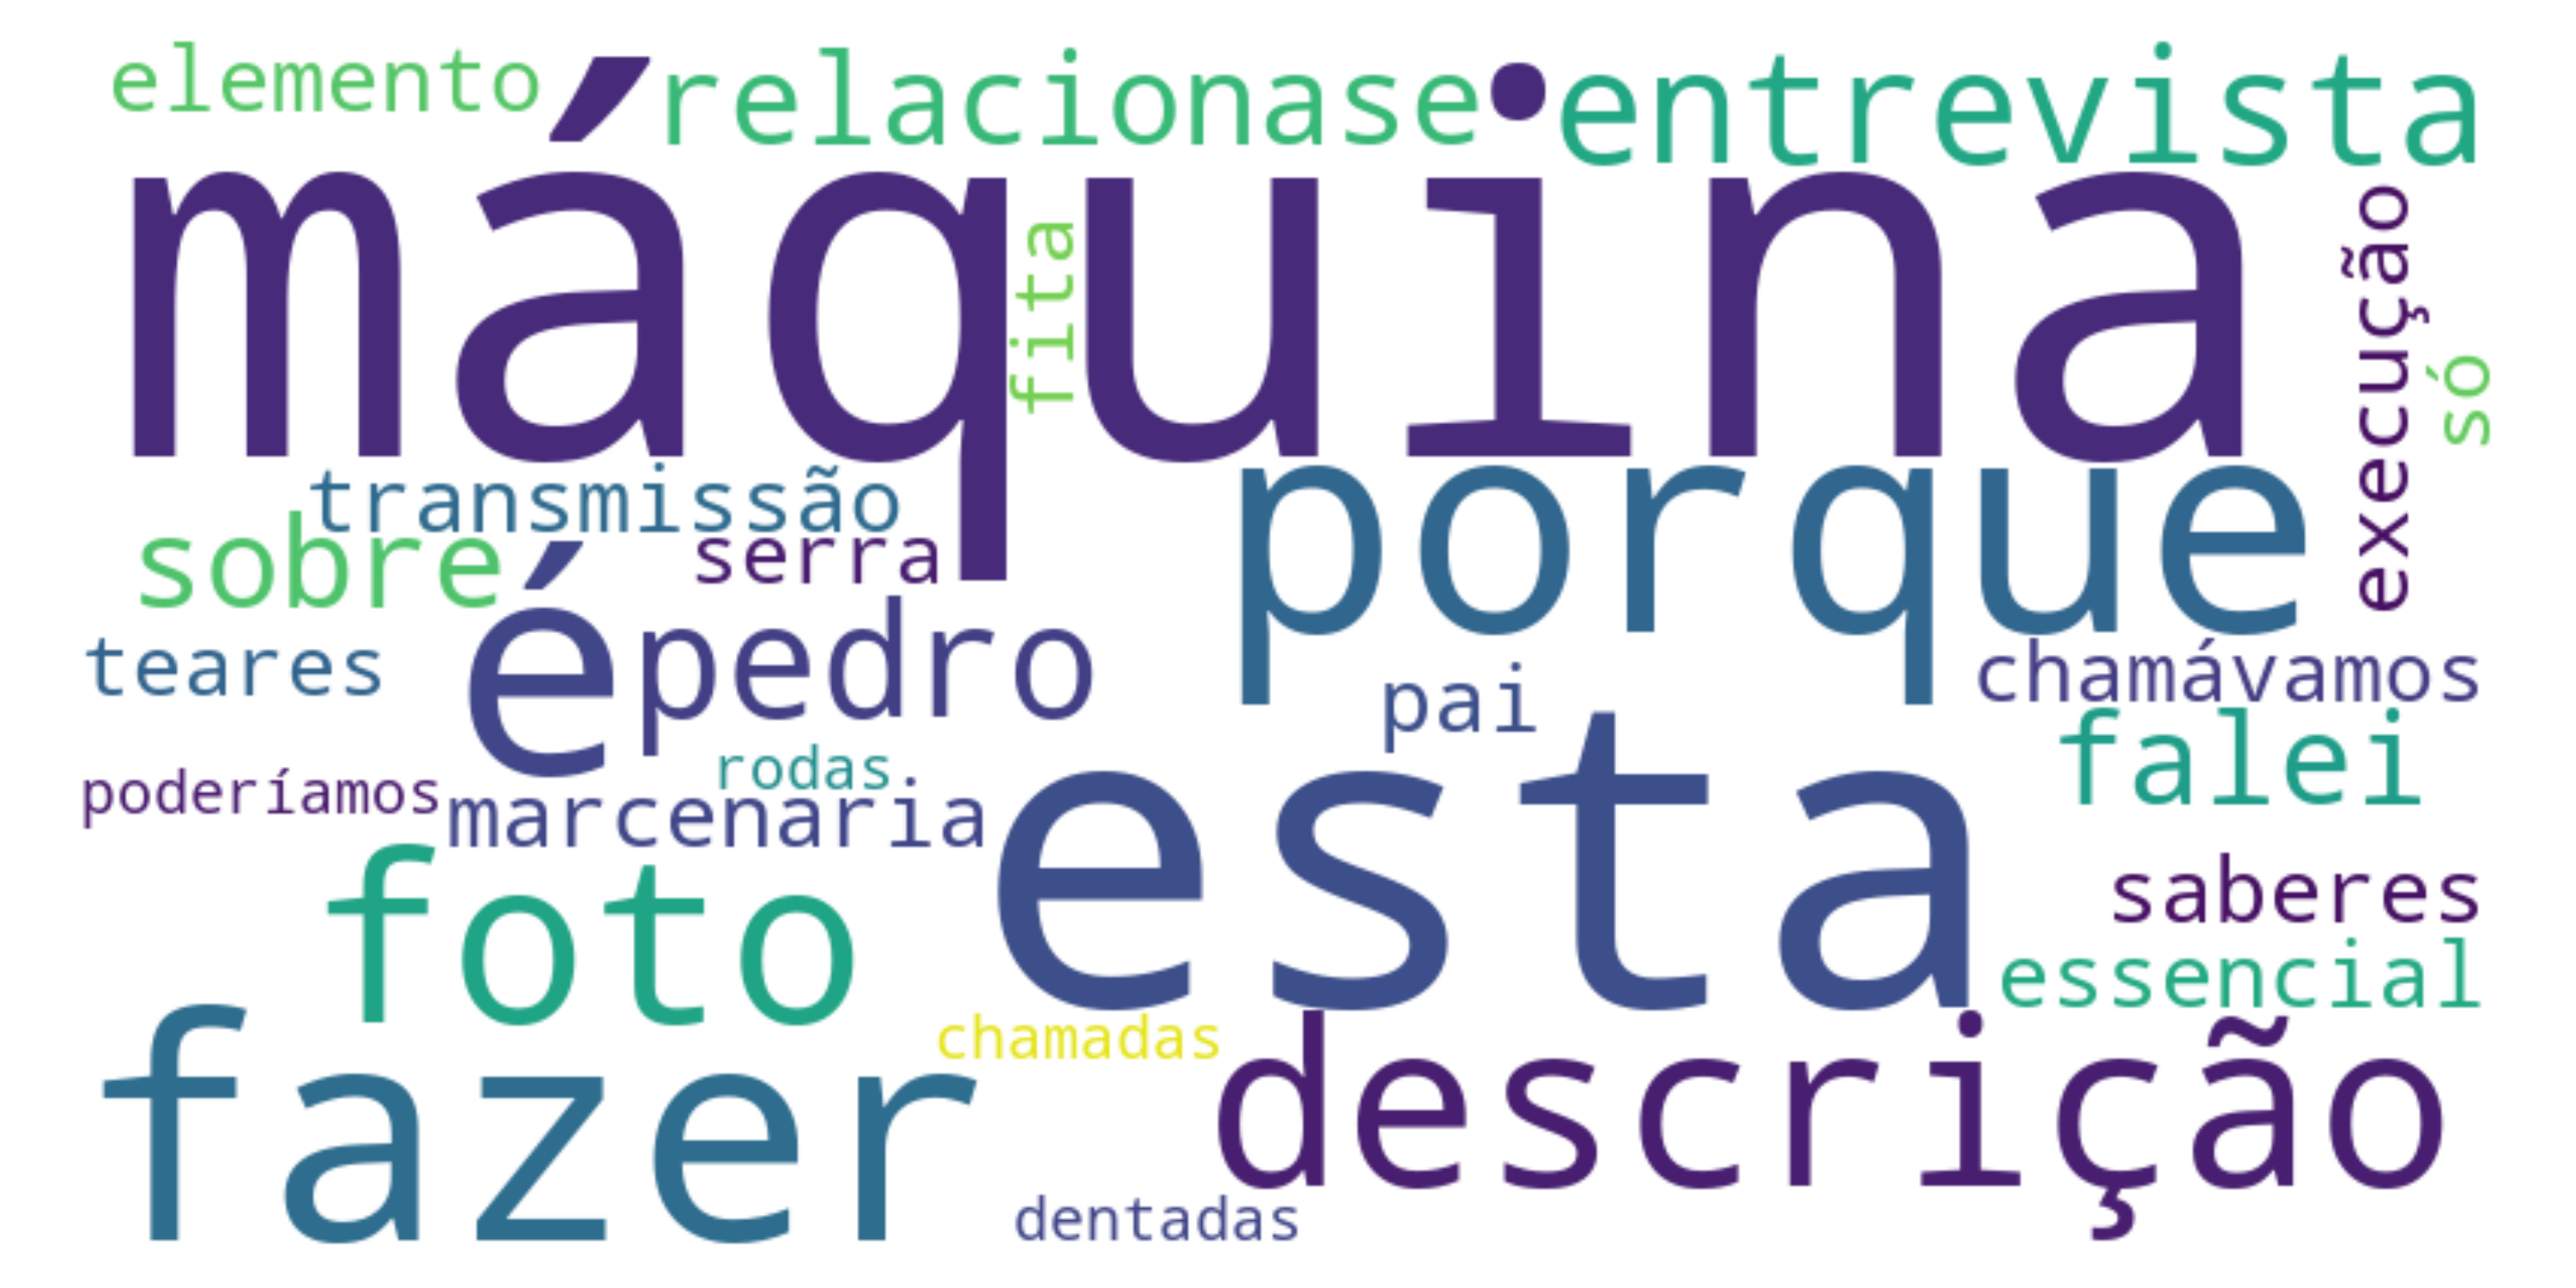 elemento
relacionase
entrevista
máquina
fita
execução
só
transmissão
porque
sobre
serra
é
pedro
teares
pai
chamávamos
falei
rodas
poderíamos
marcenaria
esta
foto
saberes
essencial
chamadas
fazer
descrição
dentadas